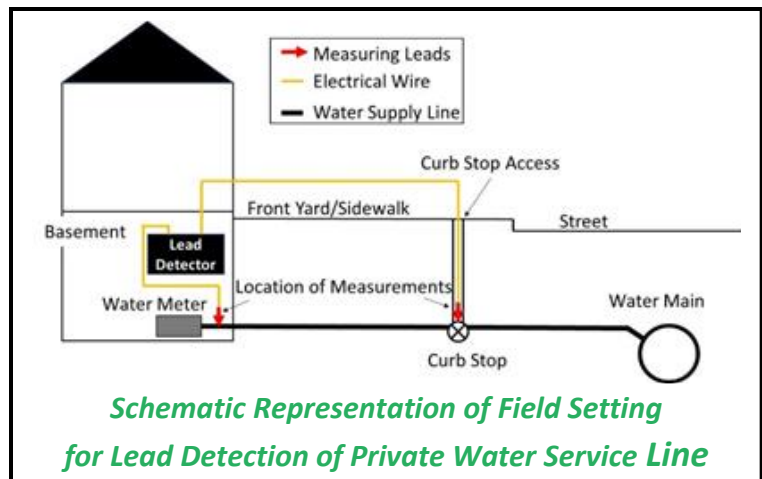 Measuring Leads
Electrical Wire
Water Supply Line
Curb Stop Access
Front Yard/Sidewalk
Street
Basement
Lead
Detector
Location of Measurements
Water Meter
Water Main
Curb Stop
Schematic Representation of Field Setting
for Lead Detection of Private Water Service Line